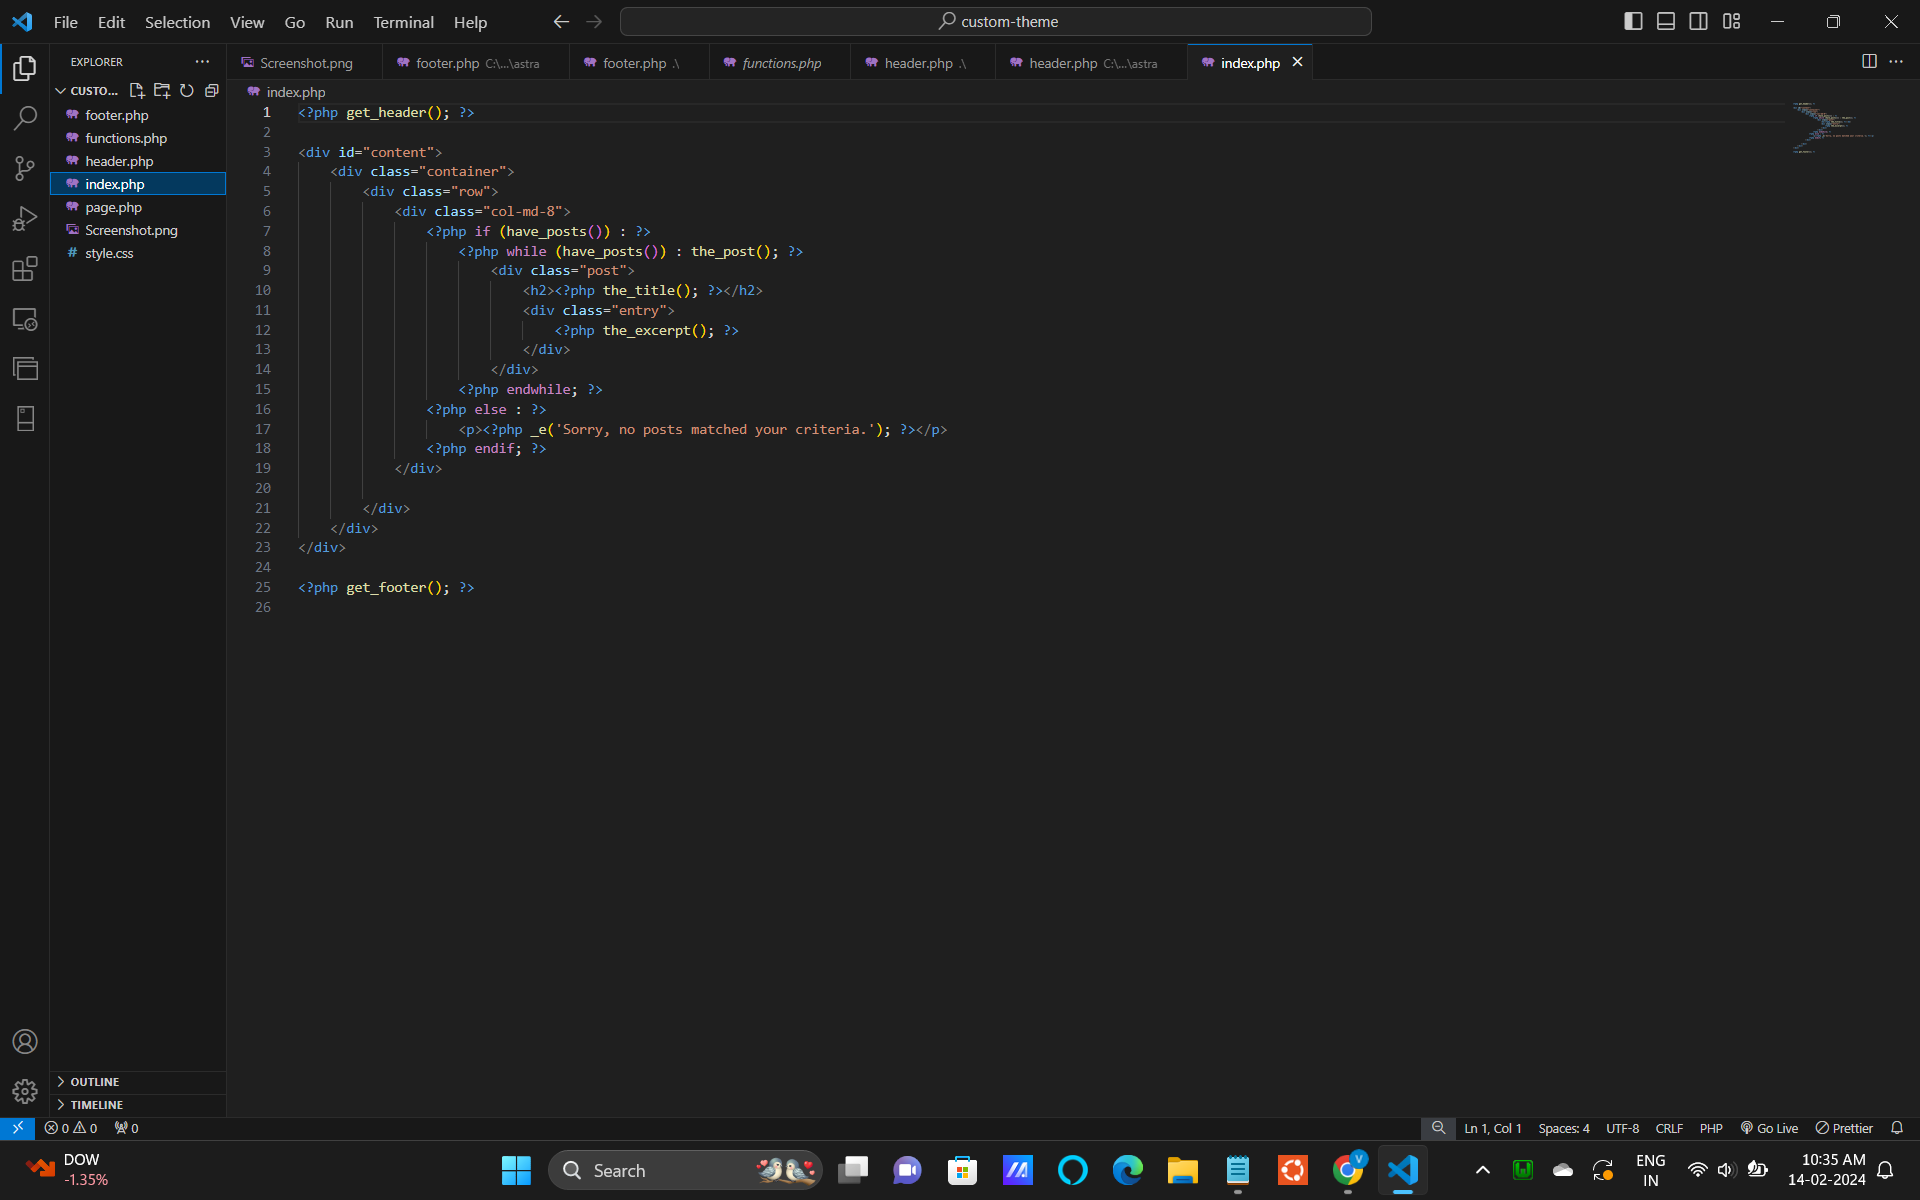 File Edit Selection View Go Run Terminal Help
custom-theme
EXPLORER
Screenshot.png footer.php C:\...\astra footer.php .\ functions.php header.php .\ header.php C:\...\astra index.php
CUSTO...
footer.php
functions.php
header.php
index.php
page.php
Screenshot.png
# style.css
index.php
1 <?php get_header(); ?>
2
3 <div id="content">
4 <div class="container">
5 <div class="row">
6 <div class="col-md-8">
7 <?php if (have_posts()) : ?>
8 <?php while (have_posts()) : the_post(); ?>
9 <div class="post">
10 <h2><?php the_title(); ?></h2>
11 <div class="entry">
12 <?php the_excerpt(); ?>
13 </div>
14 </div>
15 <?php endwhile; ?>
16 <?php else : ?>
17 <p><?php _e('Sorry, no posts matched your criteria.'); ?></p>
18 <?php endif; ?>
19 </div>
20
21 </div>
22 </div>
23 </div>
24
25 <?php get_footer(); ?>
26
OUTLINE
TIMELINE
0 0 0
Ln 1, Col 1 Spaces: 4 UTF-8 CRLF PHP Go Live Prettier
DOW
-1.35%
Search
V
ENG
IN
10:35 AM
14-02-2024